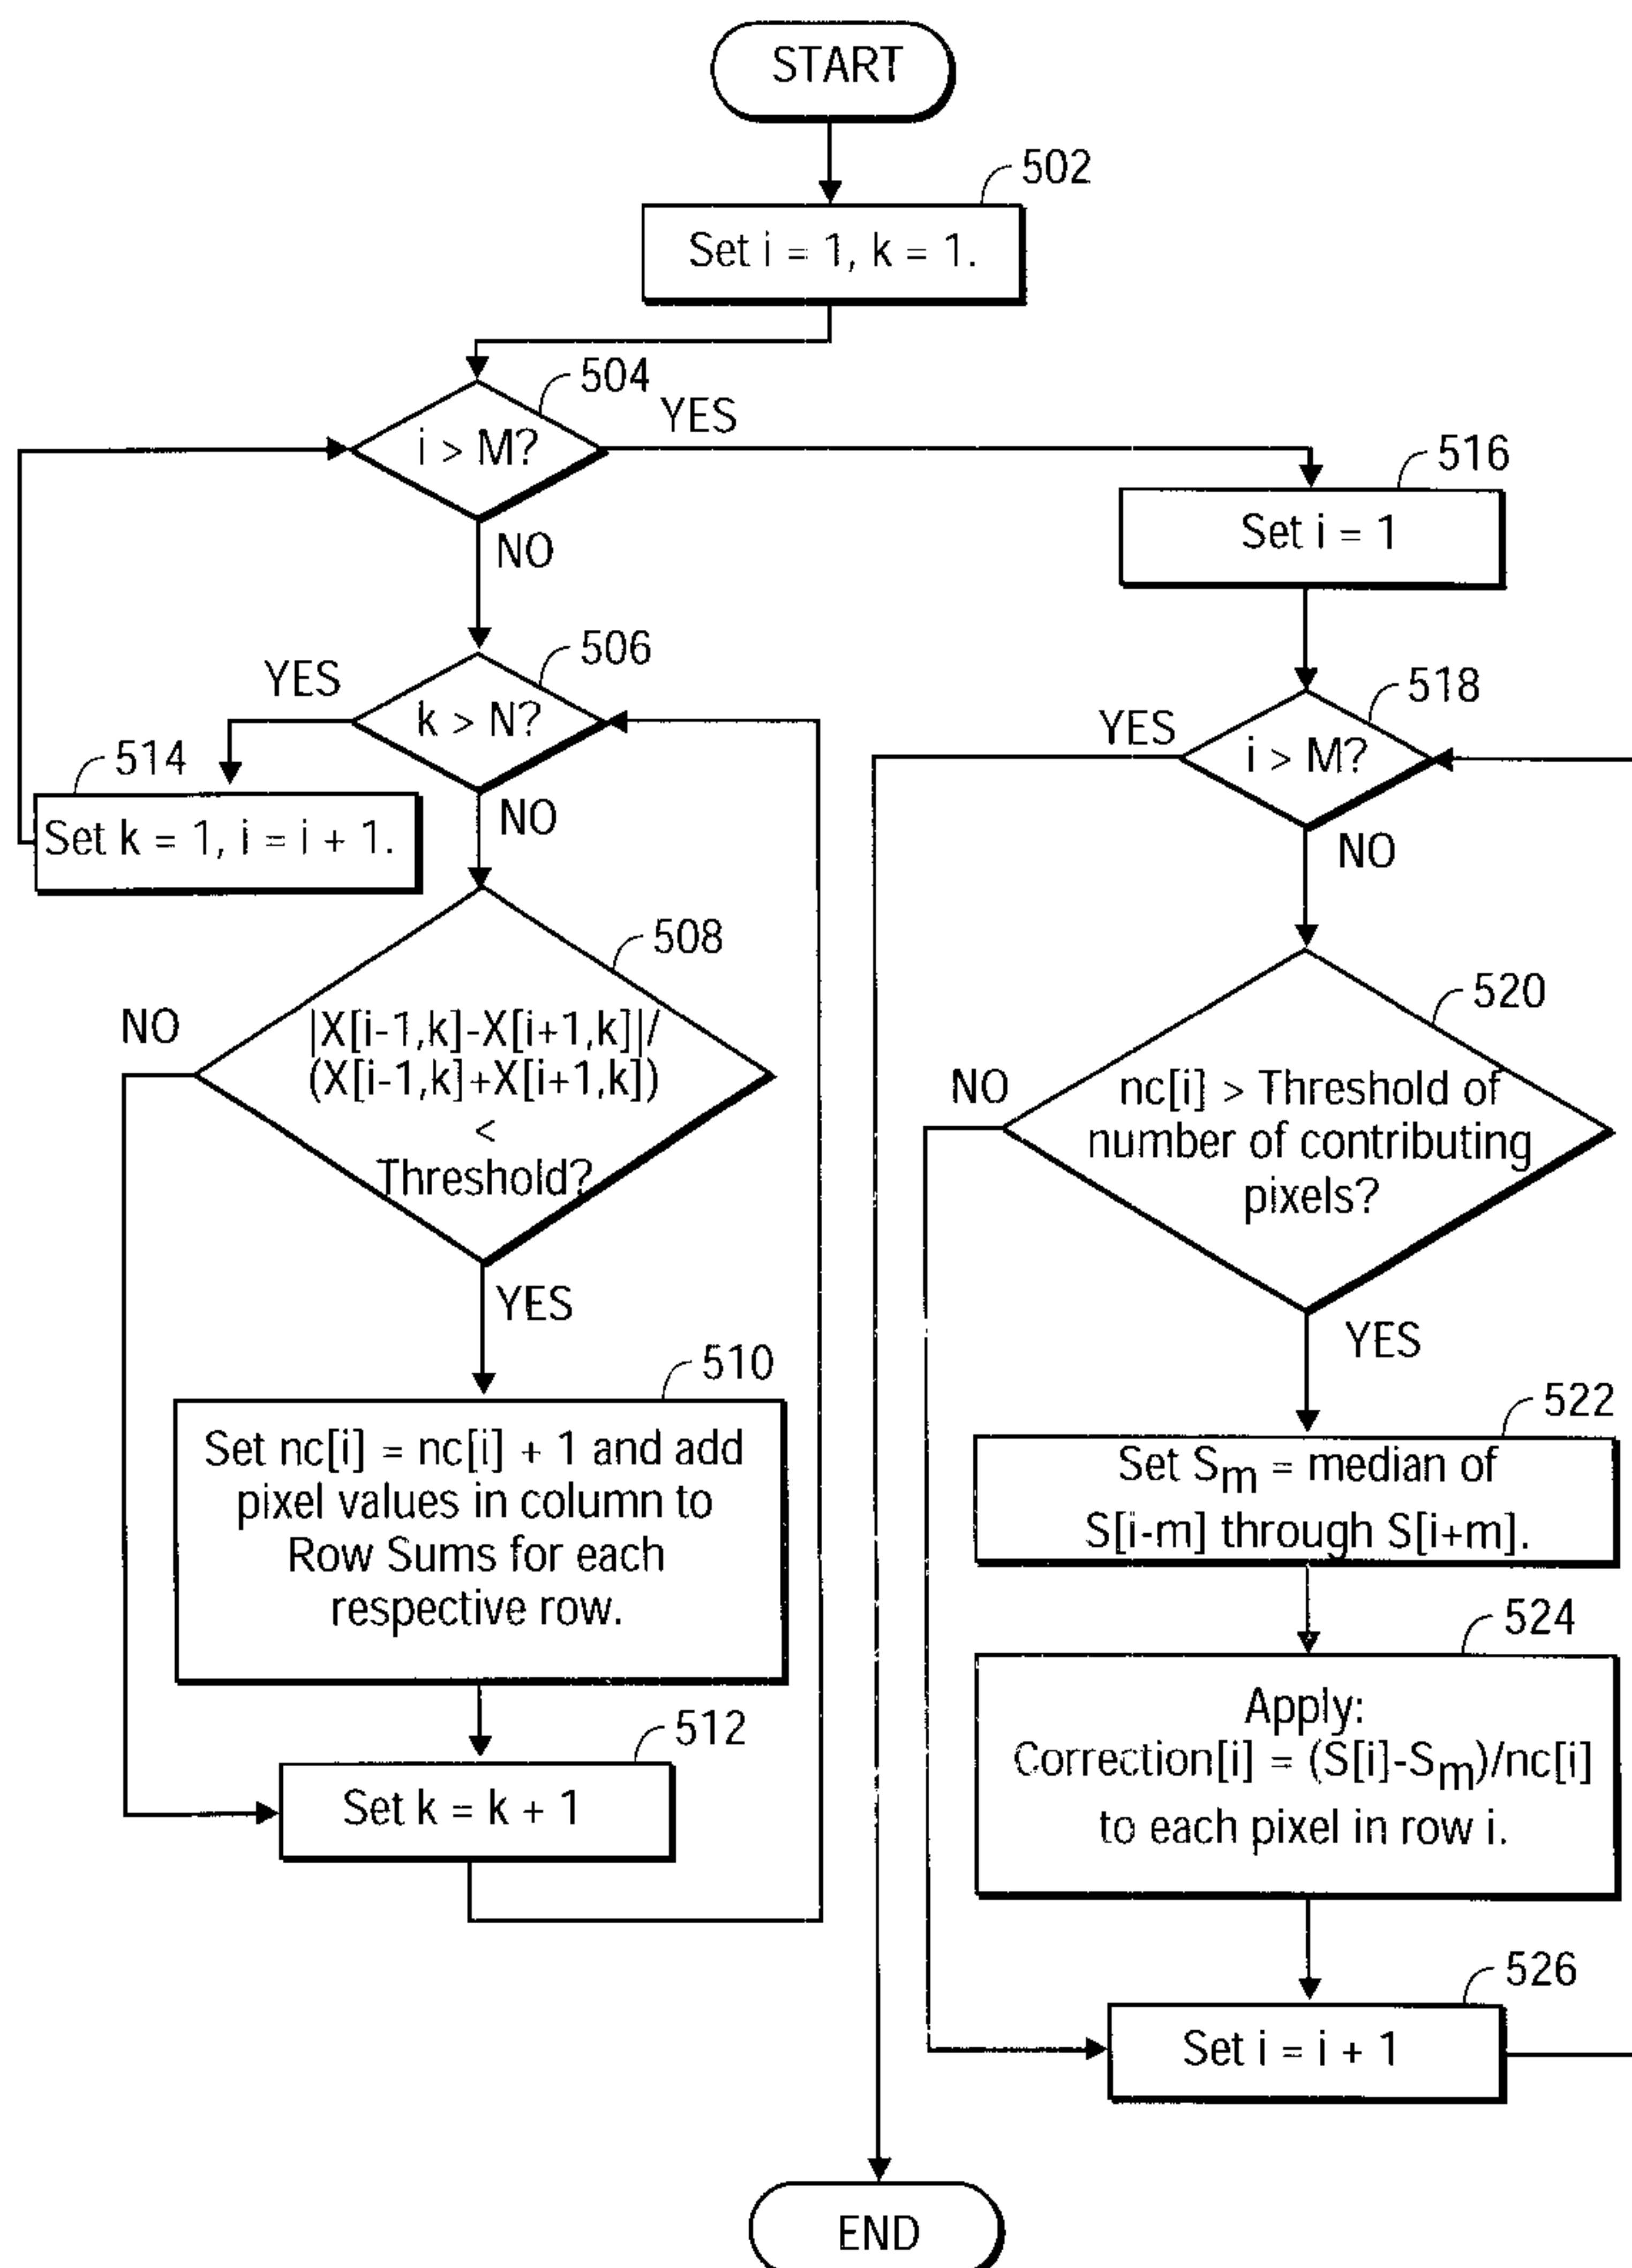 START
502
Set i = 1, k = 1.
504
i > M?
YES
NO
506
k > N?
YES
NO
514
Set k = 1, i = i + 1.
508
|X[i-1,k]-X[i+1,k]|/
(X[i-1,k]+X[i+1,k])
<
Threshold?
NO
YES
510
Set nc[i] = nc[i] + 1 and add
pixel values in column to
Row Sums for each
respective row.
512
Set k = k + 1
516
Set i = 1
518
i > M?
YES
NO
520
nc[i] > Threshold of
number of contributing
pixels?
NO
YES
522
Set Sm = median of
S[i-m] through S[i+m].
524
Apply:
Correction[i] = (S[i]-Sm)/nc[i]
to each pixel in row i.
526
Set i = i + 1
END